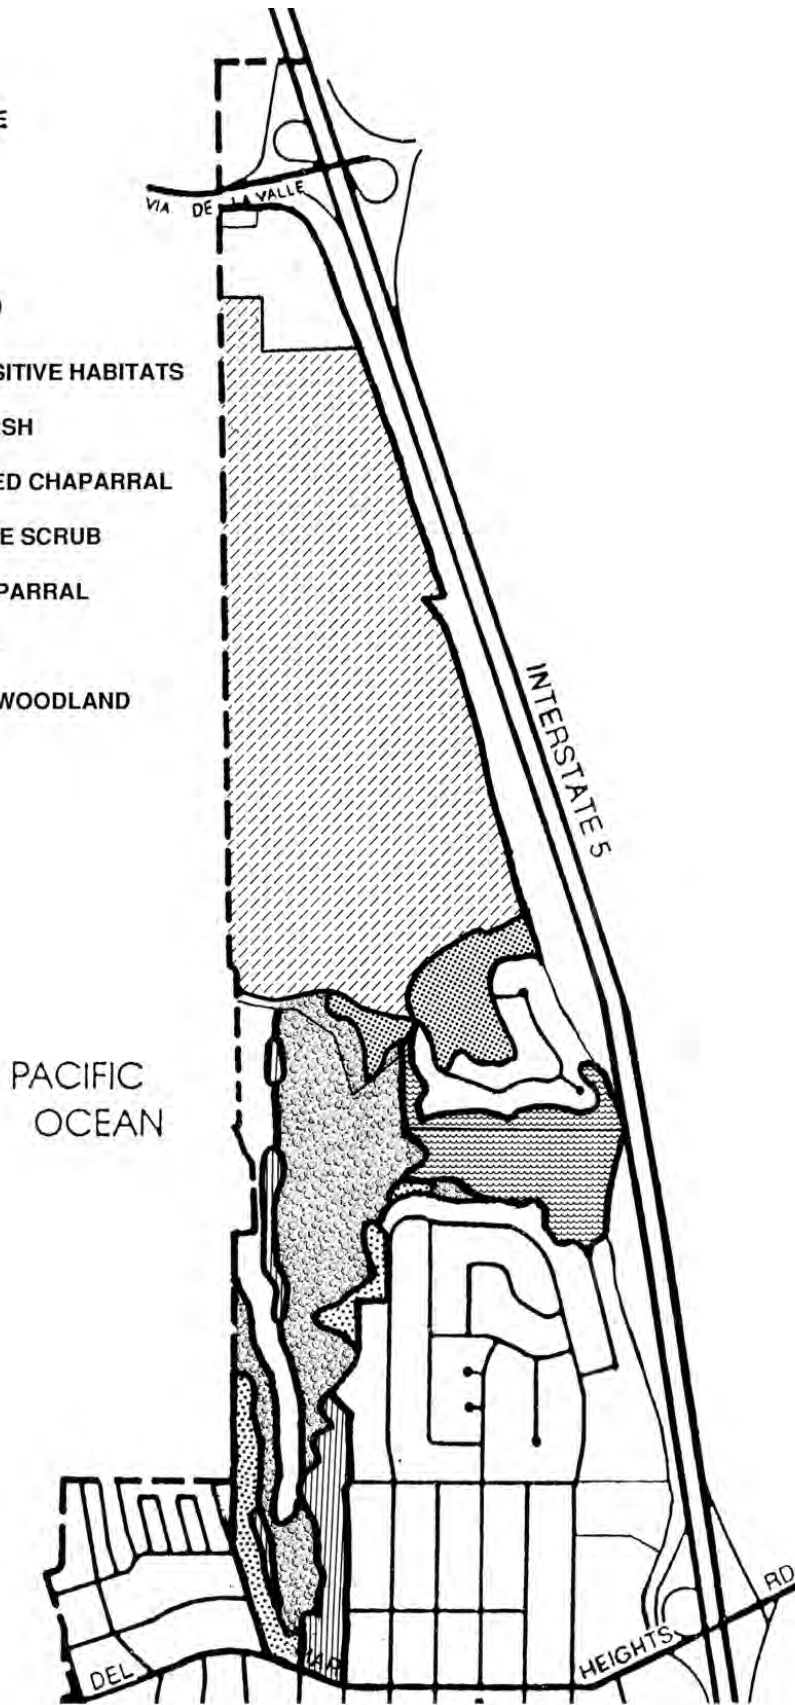 E
VIA DE LA VALLE
)
SITIVE HABITATS
SH
ED CHAPARRAL
E SCRUB
PARRAL
WOODLAND
INTERSTATE 5
PACIFIC
OCEAN
DEL MAR HEIGHTS RD